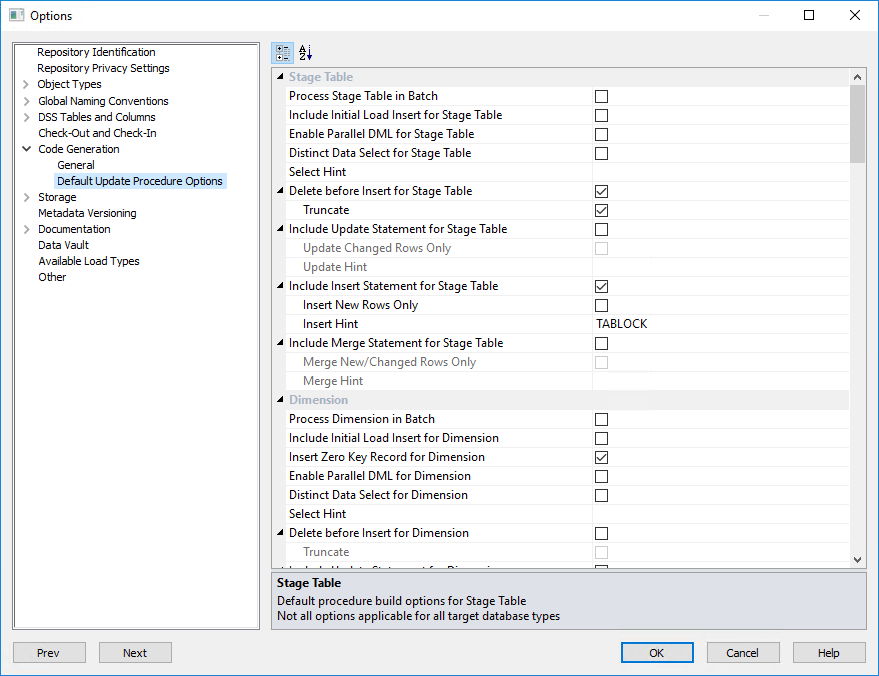 Options
Repository Identification
Repository Privacy Settings
Object Types
Global Naming Conventions
DSS Tables and Columns
Check-Out and Check-In
Code Generation
General
Default Update Procedure Options
Storage
Metadata Versioning
Documentation
Data Vault
Available Load Types
Other
Stage Table
Process Stage Table in Batch
Include Initial Load Insert for Stage Table
Enable Parallel DML for Stage Table
Distinct Data Select for Stage Table
Select Hint
Delete before Insert for Stage Table
Truncate
Include Update Statement for Stage Table
Update Changed Rows Only
Update Hint
Include Insert Statement for Stage Table
Insert New Rows Only
Insert Hint TABLOCK
Include Merge Statement for Stage Table
Merge New/Changed Rows Only
Merge Hint
Dimension
Process Dimension in Batch
Include Initial Load Insert for Dimension
Insert Zero Key Record for Dimension
Enable Parallel DML for Dimension
Distinct Data Select for Dimension
Select Hint
Delete before Insert for Dimension
Truncate
Include Update Statement for Dimension
Stage Table
Default procedure build options for Stage Table
Not all options applicable for all target database types
Prev Next OK Cancel Help